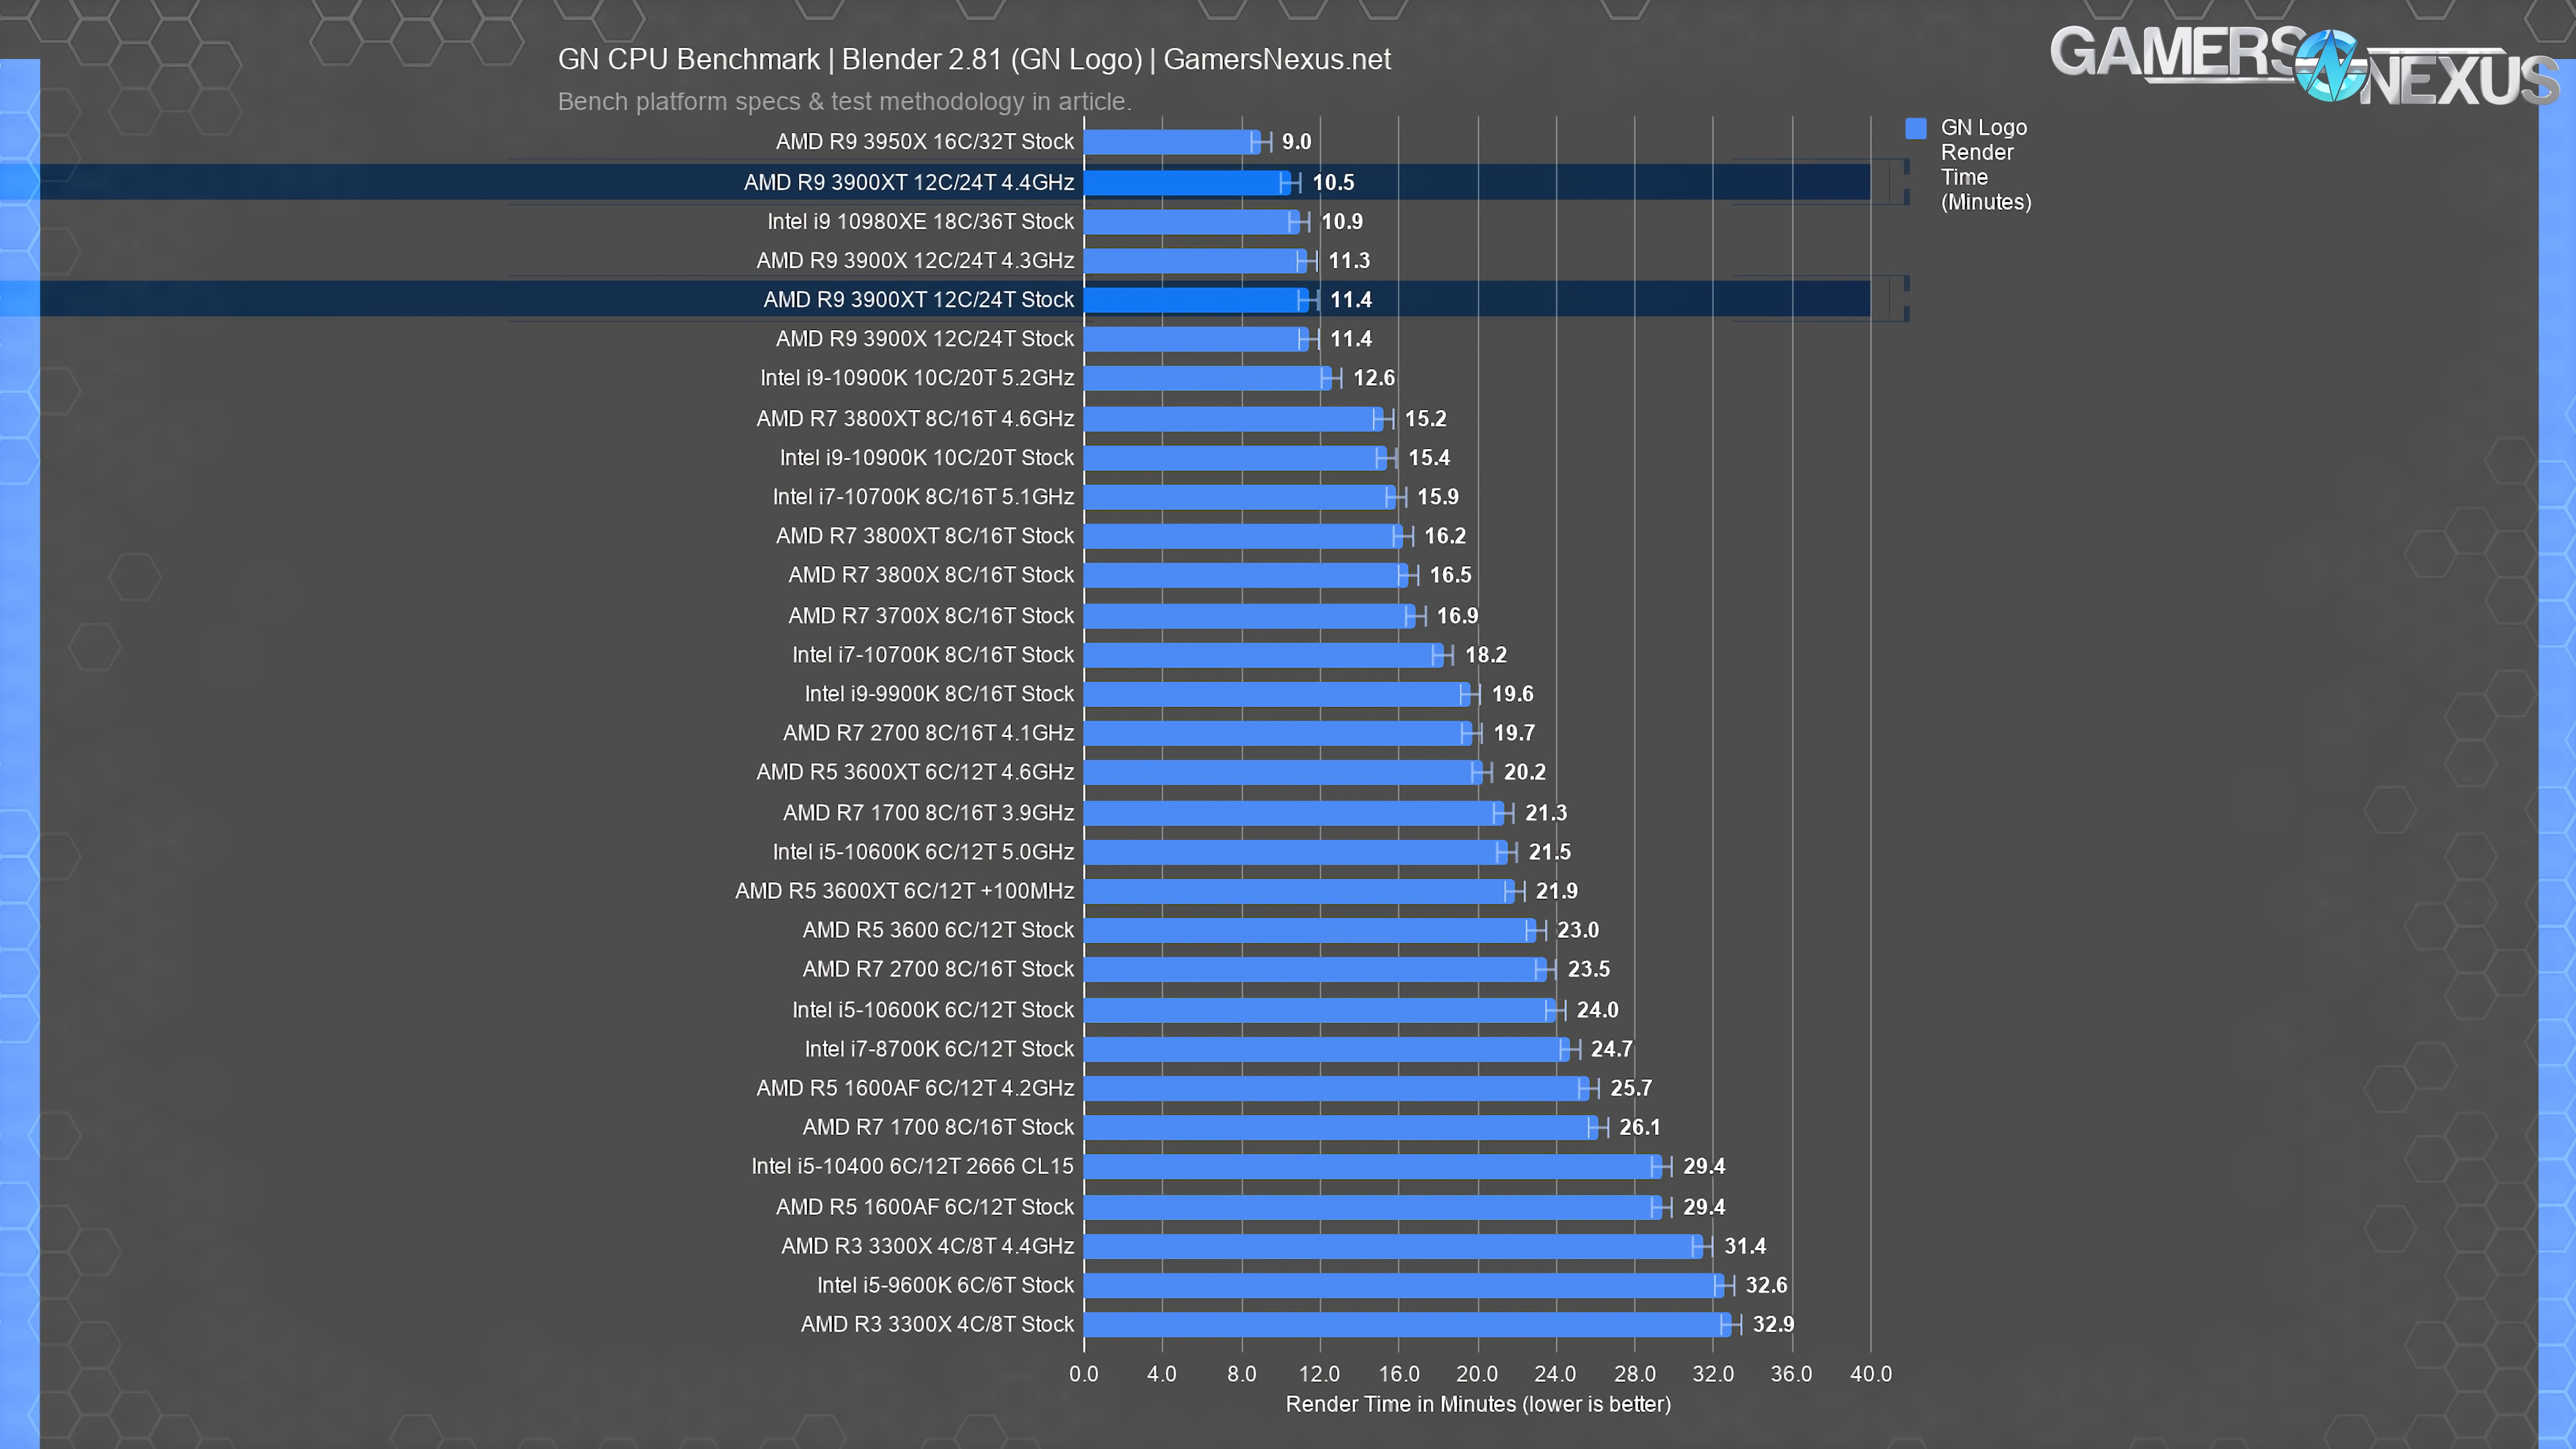 GAMERS NEXUS
GN CPU Benchmark | Blender 2.81 (GN Logo) | GamersNexus.net
Bench platform specs & test methodology in article.
GN Logo
Render
Time
(Minutes)
AMD R9 3950X 16C/32T Stock 9.0
AMD R9 3900XT 12C/24T 4.4GHz 10.5
Intel i9 10980XE 18C/36T Stock 10.9
AMD R9 3900X 12C/24T 4.3GHz 11.3
AMD R9 3900XT 12C/24T Stock 11.4
AMD R9 3900X 12C/24T Stock 11.4
Intel i9-10900K 10C/20T 5.2GHz 12.6
AMD R7 3800XT 8C/16T 4.6GHz 15.2
Intel i9-10900K 10C/20T Stock 15.4
Intel i7-10700K 8C/16T 5.1GHz 15.9
AMD R7 3800XT 8C/16T Stock 16.2
AMD R7 3800X 8C/16T Stock 16.5
AMD R7 3700X 8C/16T Stock 16.9
Intel i7-10700K 8C/16T Stock 18.2
Intel i9-9900K 8C/16T Stock 19.6
AMD R7 2700 8C/16T 4.1GHz 19.7
AMD R5 3600XT 6C/12T 4.6GHz 20.2
AMD R7 1700 8C/16T 3.9GHz 21.3
Intel i5-10600K 6C/12T 5.0GHz 21.5
AMD R5 3600XT 6C/12T +100MHz 21.9
AMD R5 3600 6C/12T Stock 23.0
AMD R7 2700 8C/16T Stock 23.5
Intel i5-10600K 6C/12T Stock 24.0
Intel i7-8700K 6C/12T Stock 24.7
AMD R5 1600AF 6C/12T 4.2GHz 25.7
AMD R7 1700 8C/16T Stock 26.1
Intel i5-10400 6C/12T 2666 CL15 29.4
AMD R5 1600AF 6C/12T Stock 29.4
AMD R3 3300X 4C/8T 4.4GHz 31.4
Intel i5-9600K 6C/6T Stock 32.6
AMD R3 3300X 4C/8T Stock 32.9
0.0 4.0 8.0 12.0 16.0 20.0 24.0 28.0 32.0 36.0 40.0
Render Time in Minutes (lower is better)